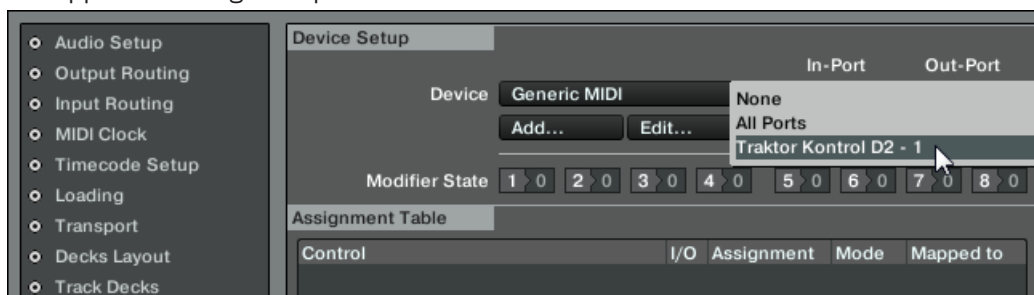 Audio Setup
Output Routing
Input Routing
MIDI Clock
Timecode Setup
Loading
Transport
Decks Layout
Track Decks
Device Setup
In-Port Out-Port
Device Generic MIDI
None
All Ports
Traktor Kontrol D2 - 1
Add... Edit...
Modifier State 1 0 2 0 3 0 4 0 5 0 6 0 7 0 8 0
Assignment Table
Control I/O Assignment Mode Mapped to